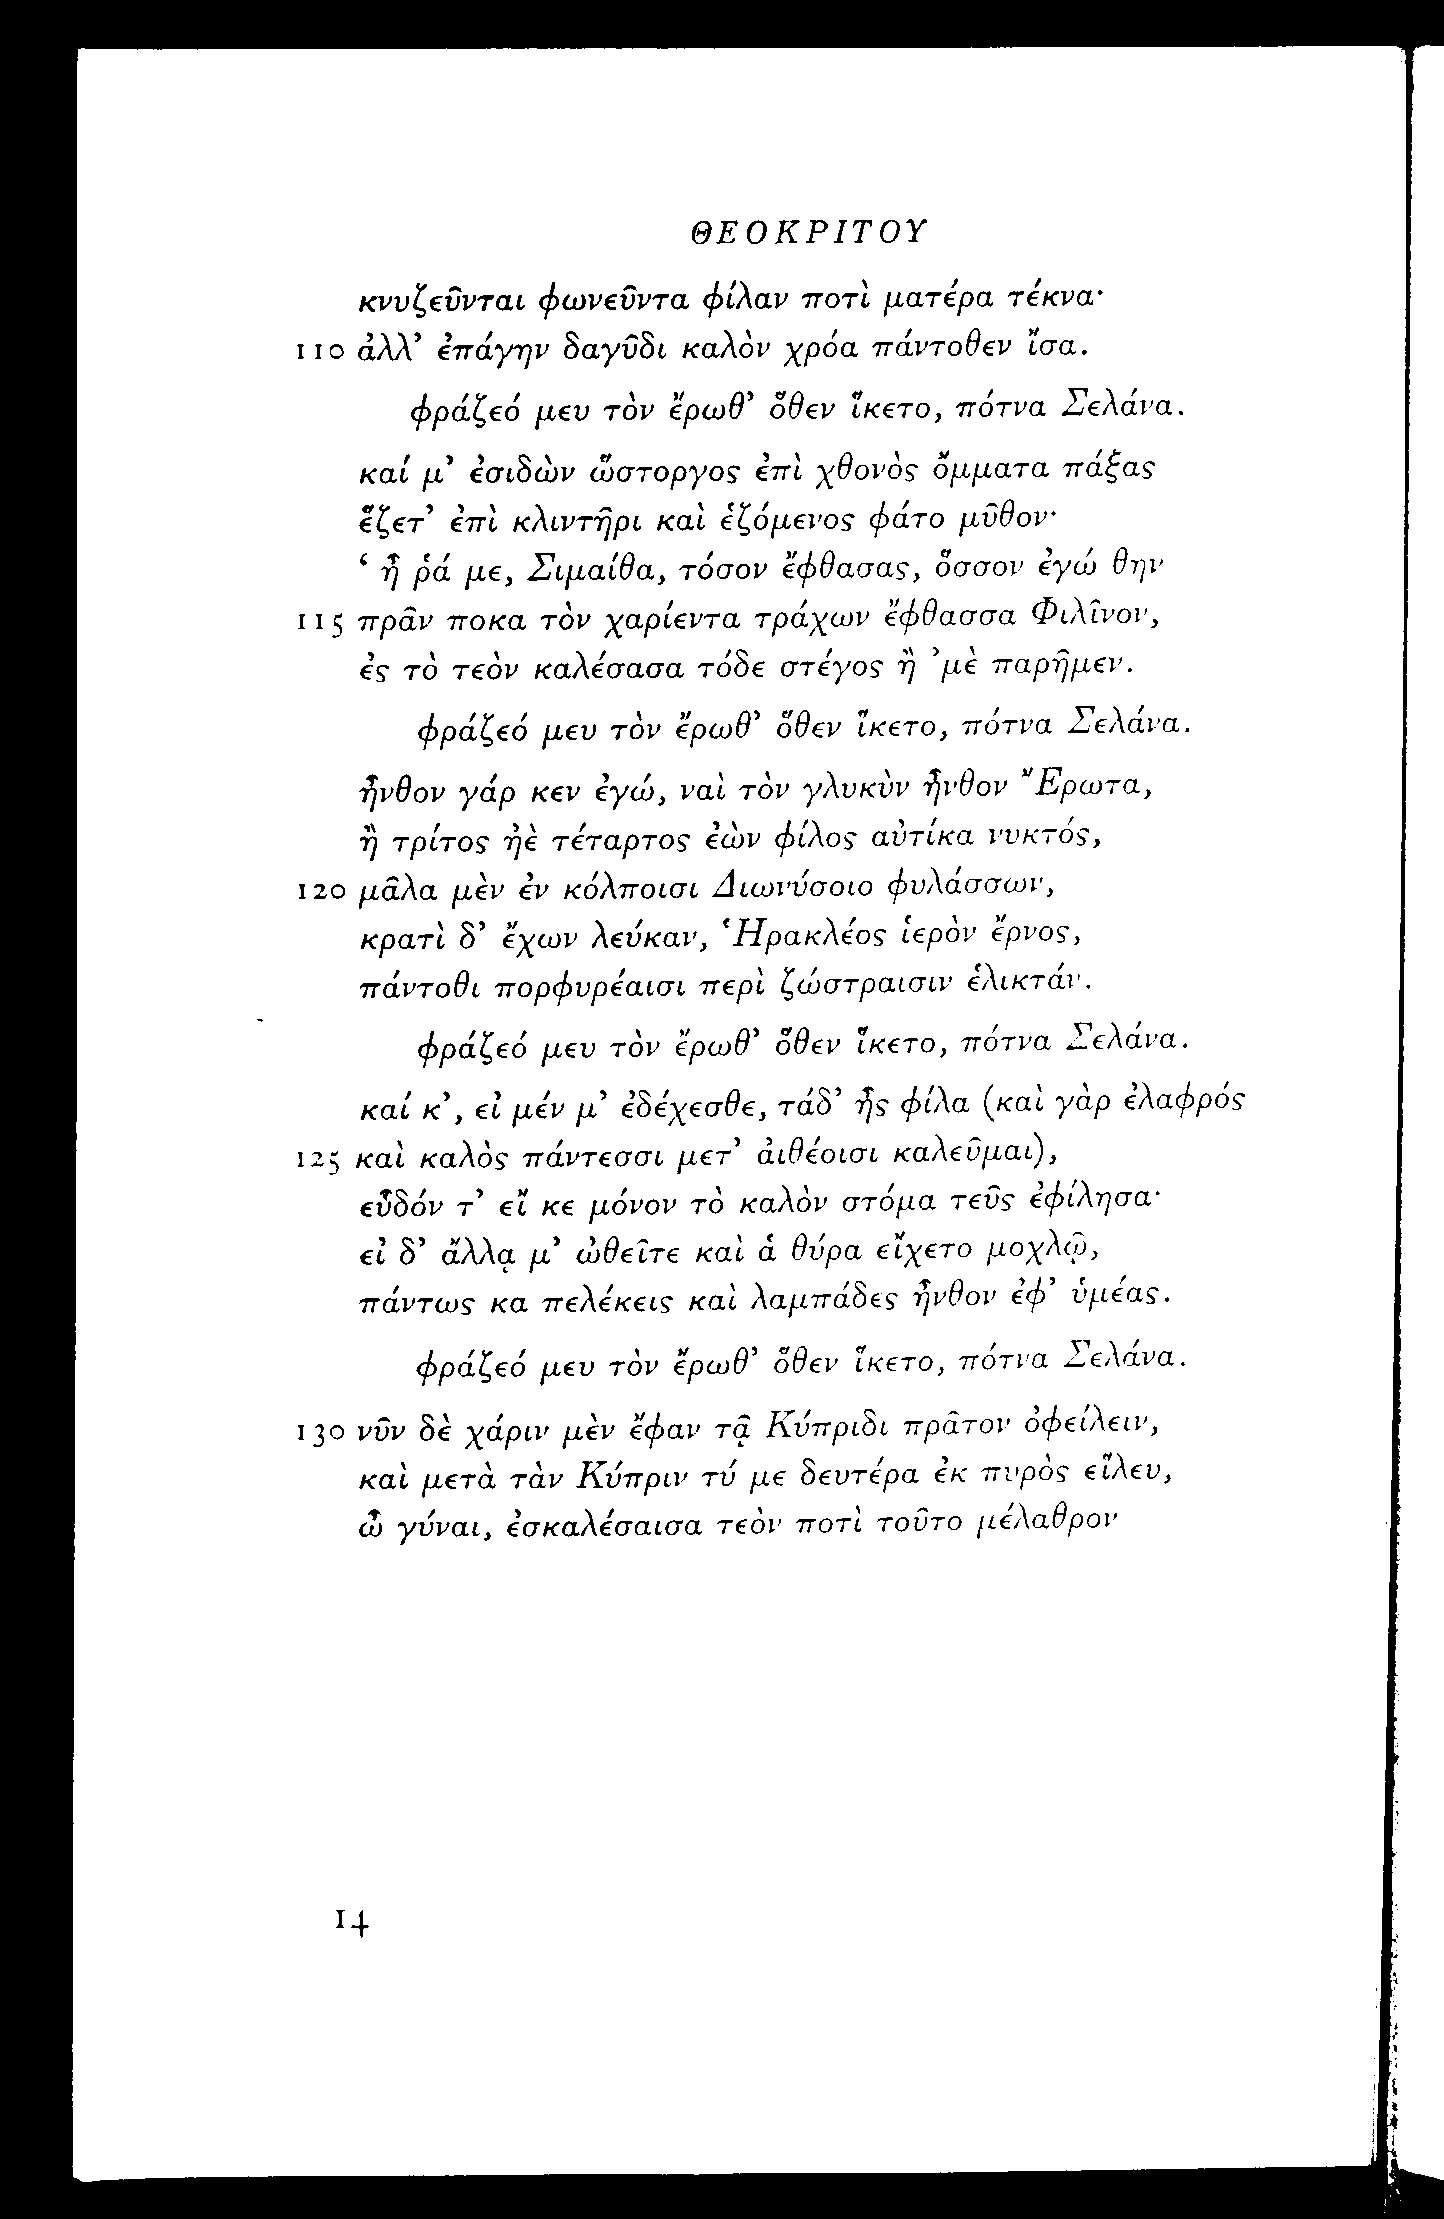 ΘΕΟΚΡΙΤΟΥ
κνυζεῦνται φωνεῦντα φίλαν ποτὶ ματέρα τέκνα·
110 ἀλλ’ ἐπάγην δαγῦδι καλὸν χρόα πάντοθεν ἴσα.
φράζεό μευ τὸν ἔρωθ’ ὅθεν ἵκετο, πότνα Σελάνα.
καί μ’ ἐσιδὼν ὥστοργος ἐπὶ χθονὸς ὄμματα πάξας
ἕζετ’ ἐπὶ κλιντῆρι καὶ ἑζόμενος φάτο μῦθον·
‘ ἦ ῥά με, Σιμαίθα, τόσον ἔφθασας, ὅσσον ἐγώ θην
115 πρᾶν ποκα τὸν χαρίεντα τράχων ἔφθασσα Φιλῖνον,
ἐς τὸ τεὸν καλέσασα τόδε στέγος ἢ ’μὲ παρῆμεν.
φράζεό μευ τὸν ἔρωθ’ ὅθεν ἵκετο, πότνα Σελάνα.
ἦνθον γάρ κεν ἐγώ, ναὶ τὸν γλυκὺν ἦνθον Ἔρωτα,
ἢ τρίτος ἠὲ τέταρτος ἐὼν φίλος αὐτίκα νυκτός,
120 μᾶλα μὲν ἐν κόλποισι Διωνύσοιο φυλάσσων,
κρατὶ δ’ ἔχων λεύκαν, Ἡρακλέος ἱερὸν ἔρνος,
πάντοθι πορφυρέαισι περὶ ζώστραισιν ἑλικτάν.
φράζεό μευ τὸν ἔρωθ’ ὅθεν ἵκετο, πότνα Σελάνα.
καί κ’, εἰ μέν μ’ ἐδέχεσθε, τάδ’ ἦς φίλα (καὶ γὰρ ἐλαφρός
125 καὶ καλὸς πάντεσσι μετ’ ἀιθέοισι καλεῦμαι),
εὗδόν τ’ εἴ κε μόνον τὸ καλὸν στόμα τεῦς ἐφίλησα·
εἰ δ’ ἄλλᾳ μ’ ὠθεῖτε καὶ ἁ θύρα εἴχετο μοχλῷ,
πάντως κα πελέκεις καὶ λαμπάδες ἦνθον ἐφ’ ὑμέας.
φράζεό μευ τὸν ἔρωθ’ ὅθεν ἵκετο, πότνα Σελάνα.
130 νῦν δὲ χάριν μὲν ἔφαν τᾷ Κύπριδι πρᾶτον ὀφείλειν,
καὶ μετὰ τὰν Κύπριν τύ με δευτέρα ἐκ πυρὸς εἵλευ,
ὦ γύναι, ἐσκαλέσαισα τεὸν ποτὶ τοῦτο μέλαθρον
14